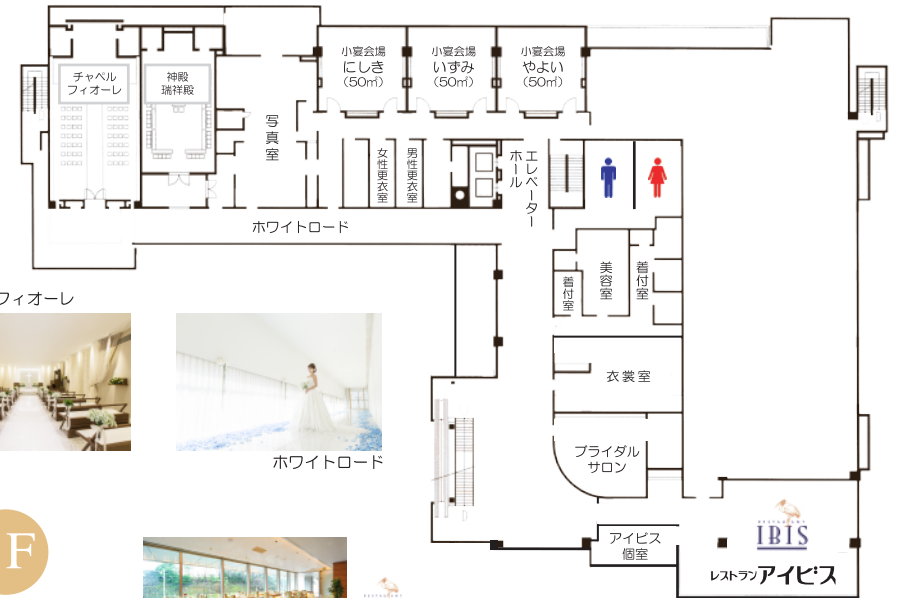 小宴会場
にしき
(50㎡)
小宴会場
いずみ
(50㎡)
小宴会場
やよい
(50㎡)
チャペル
フィオーレ
神殿
瑞祥殿
写真室
女性更衣室
男性更衣室
エレベーター
ホール
ホワイトロード
着付室
美容室
着付室
衣裳室
ブライダル
サロン
アイビス
個室
IBIS
レストランアイビス
フィオーレ
ホワイトロード
F